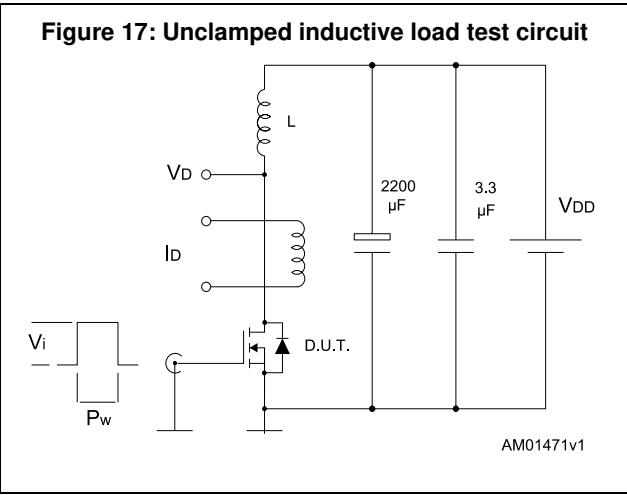 Figure 17: Unclamped inductive load test circuit
L
VD
2200
µF
3.3
µF
VDD
ID
Vi
D.U.T.
Pw
AM01471v1